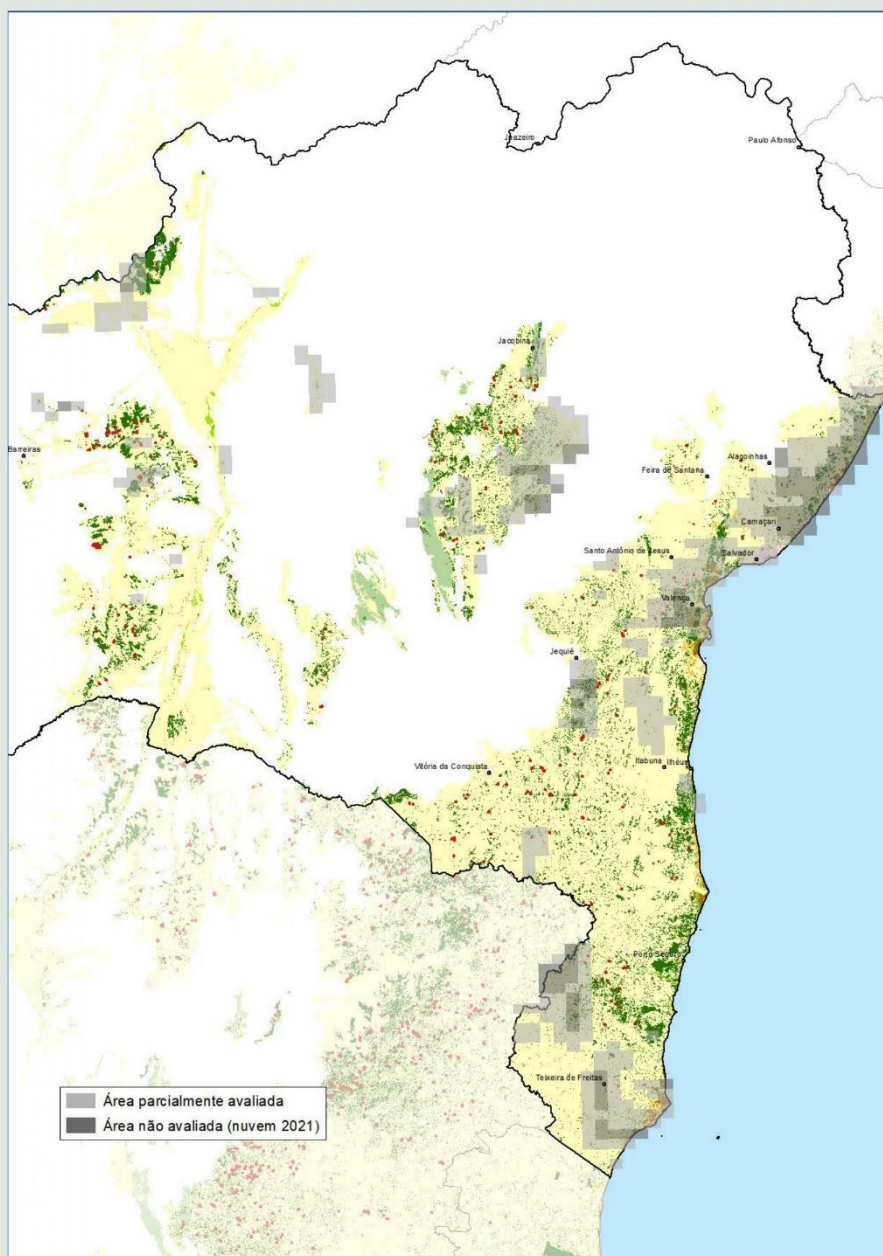 Juazeiro
Paulo Afonso
Jacobina
Barreiras
Alagoinhas
Feira de Santana
Camaçari
Santo Antônio de Jesus
Salvador
Valença
Jequié
Itabuna
Ilhéus
Vitória da Conquista
Porto Seguro
Teixeira de Freitas
Área parcialmente avaliada
Área não avaliada (nuvem 2021)